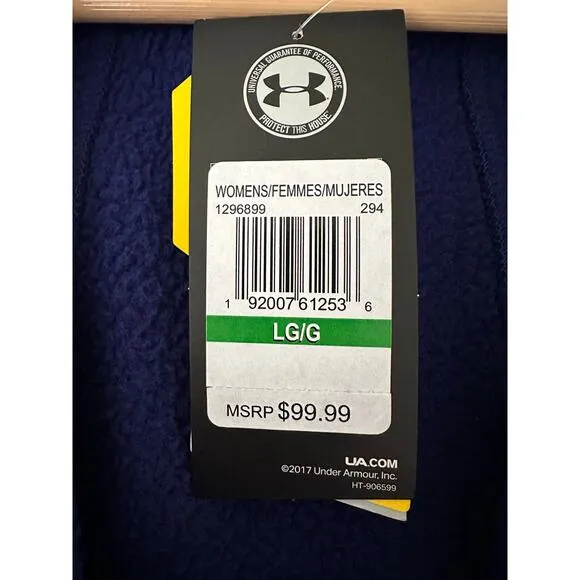 UNIVERSAL GUARANTEE OF PERFORMANCE
PROTECT THIS HOUSE
WOMENS/FEMMES/MUJERES
1296899 294
1 92007 61253 6
LG/G
MSRP $99.99
UA.COM
©2017 Under Armour, Inc.
HT-906599